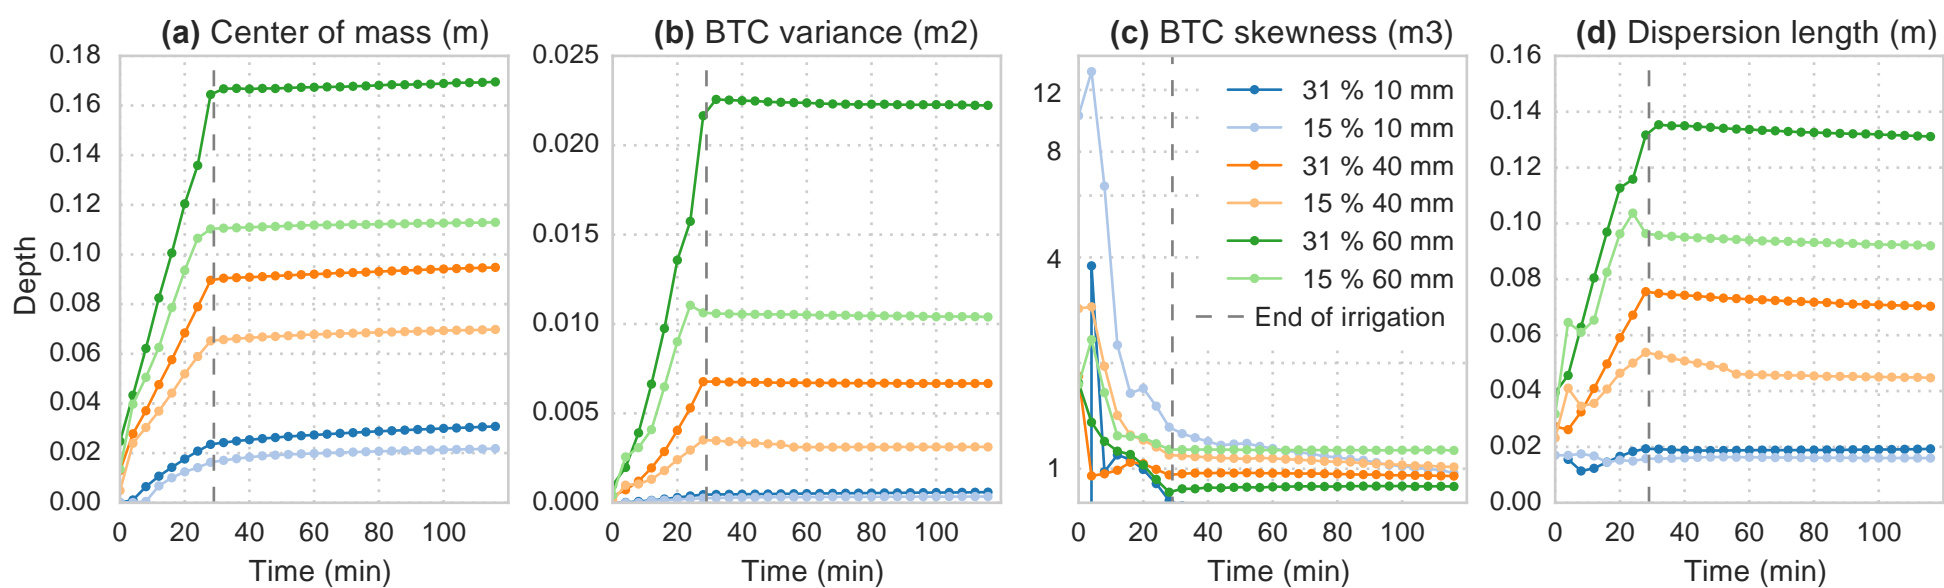 (a) Center of mass (m)
0.18
0.16
0.14
0.12
0.10
0.08
0.06
0.04
0.02
0.00
Depth
0 20 40 60 80 100
Time (min)
(b) BTC variance (m2)
0.025
0.020
0.015
0.010
0.005
0.000
0 20 40 60 80 100
Time (min)
(c) BTC skewness (m3)
12
8
4
1
31 % 10 mm
15 % 10 mm
31 % 40 mm
15 % 40 mm
31 % 60 mm
15 % 60 mm
End of irrigation
0 20 40 60 80 100
Time (min)
(d) Dispersion length (m)
0.16
0.14
0.12
0.10
0.08
0.06
0.04
0.02
0.00
0 20 40 60 80 100
Time (min)